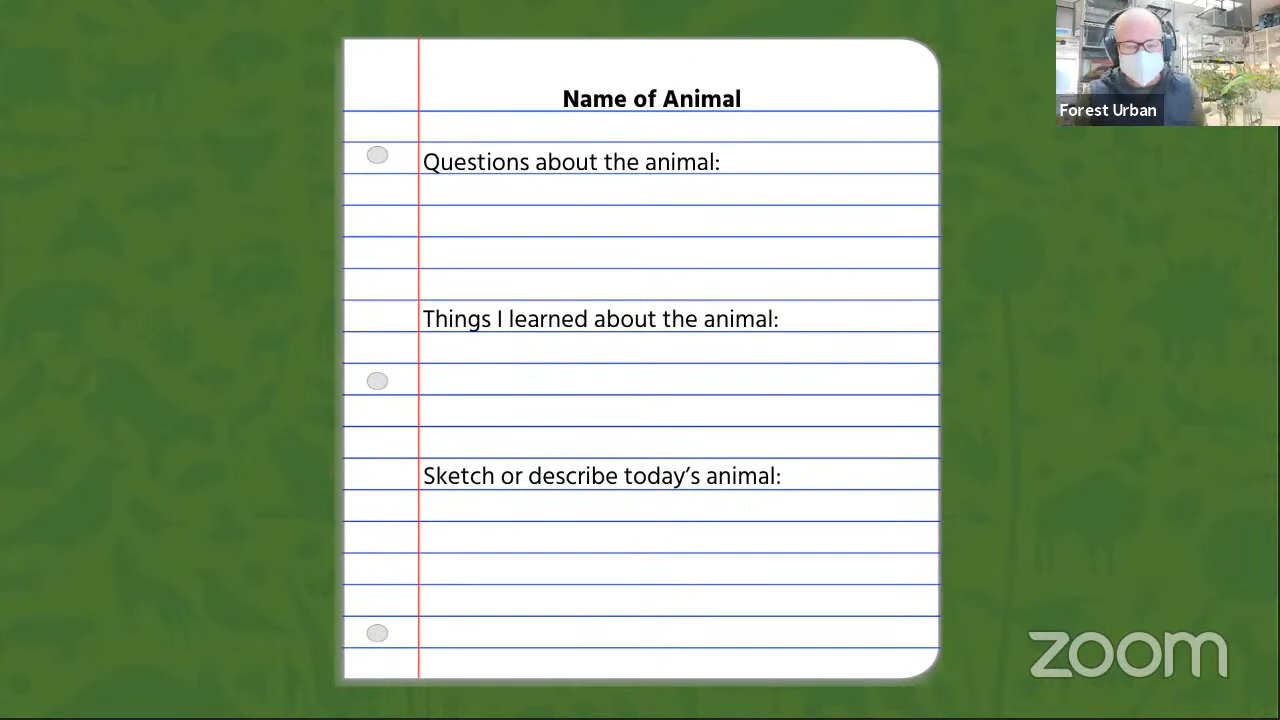 Name of Animal
Questions about the animal:
Things I learned about the animal:
Sketch or describe today’s animal:
Forest Urban
zoom